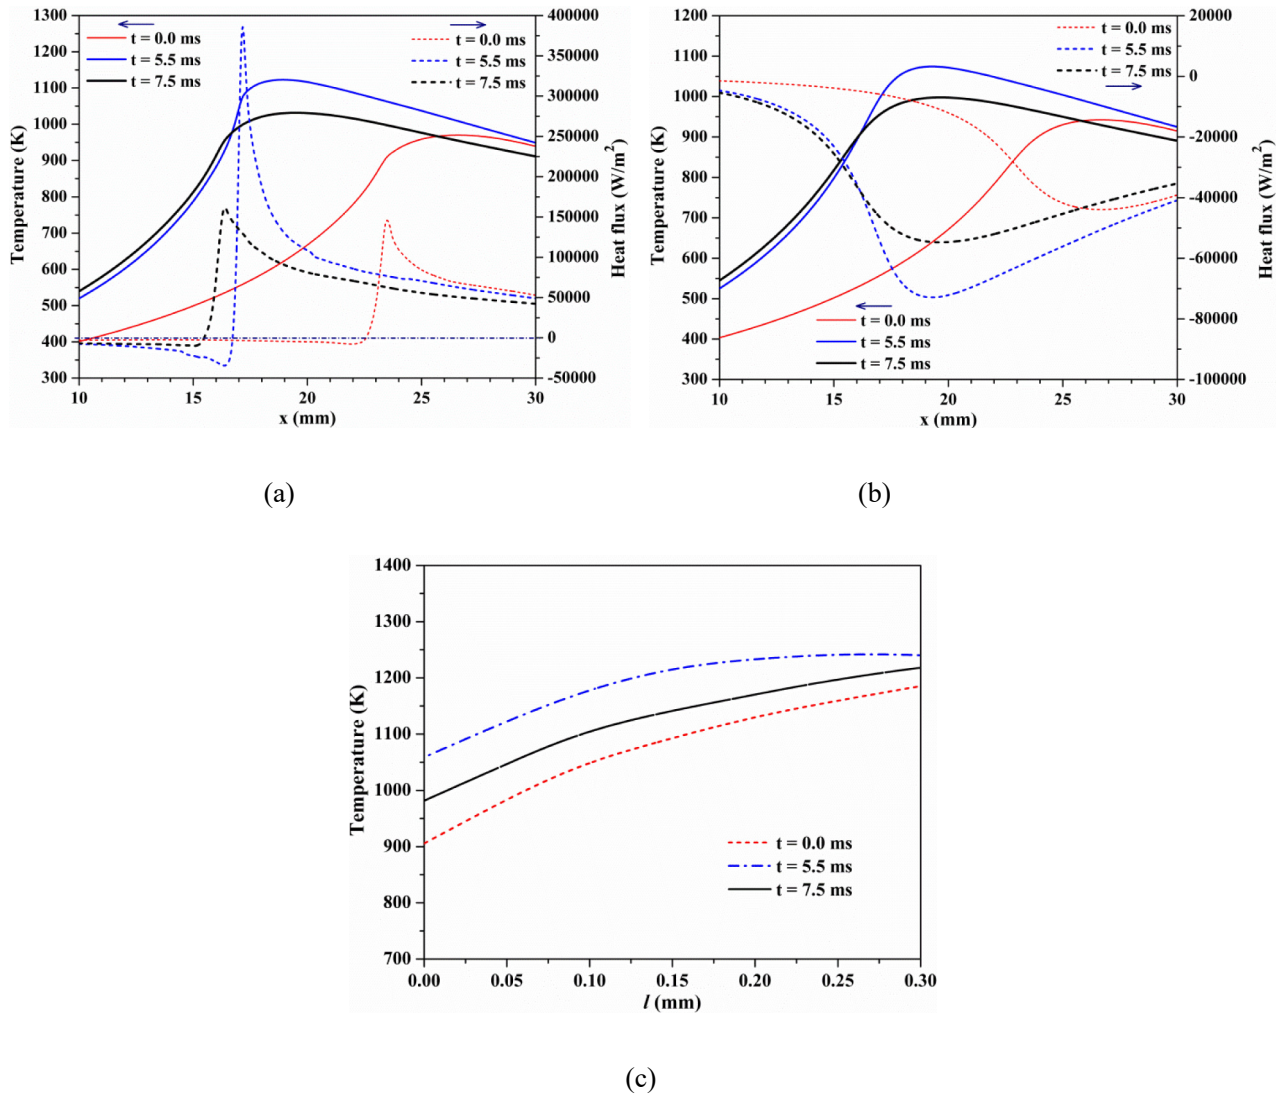 1300
1200
1100
1000
900
800
700
600
500
400
300
Temperature (K)
t = 0.0 ms
t = 5.5 ms
t = 7.5 ms
t = 0.0 ms
t = 5.5 ms
t = 7.5 ms
400000
350000
300000
250000
200000
150000
100000
50000
0
-50000
Heat flux (W/m²)
10 15 20 25 30
x (mm)
(a)
1200
1100
1000
900
800
700
600
500
400
300
Temperature (K)
t = 0.0 ms
t = 5.5 ms
t = 7.5 ms
t = 0.0 ms
t = 5.5 ms
t = 7.5 ms
20000
0
-20000
-40000
-60000
-80000
-100000
Heat flux (W/m²)
10 15 20 25 30
x (mm)
(b)
1400
1300
1200
1100
1000
900
800
700
Temperature (K)
t = 0.0 ms
t = 5.5 ms
t = 7.5 ms
0.00 0.05 0.10 0.15 0.20 0.25 0.30
l (mm)
(c)